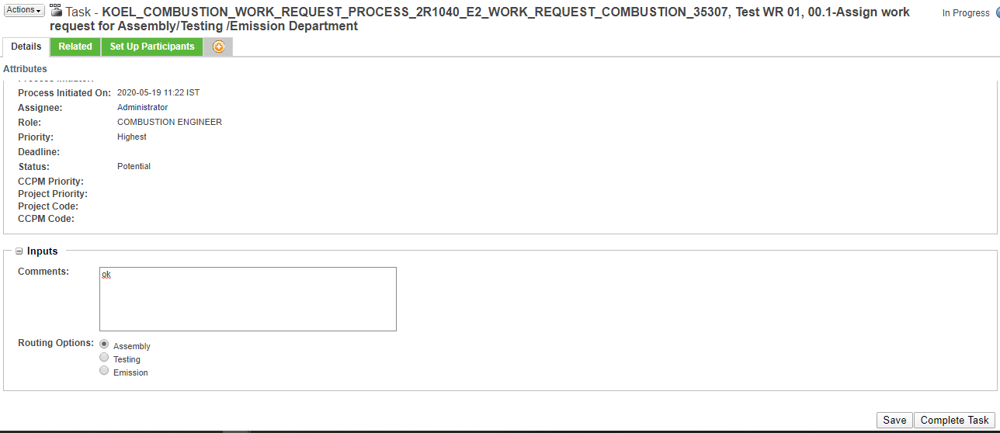 Actions
Task - KOEL_COMBUSTION_WORK_REQUEST_PROCESS_2R1040_E2_WORK_REQUEST_COMBUSTION_35307, Test WR 01, 00.1-Assign work
request for Assembly/Testing /Emission Department
In Progress
Details Related Set Up Participants
Attributes
Process Initiated On: 2020-05-19 11:22 IST
Assignee: Administrator
Role: COMBUSTION ENGINEER
Priority: Highest
Deadline:
Status: Potential
CCPM Priority:
Project Priority:
Project Code:
CCPM Code:
Inputs
Comments: ok
Routing Options: Assembly
Testing
Emission
Save Complete Task